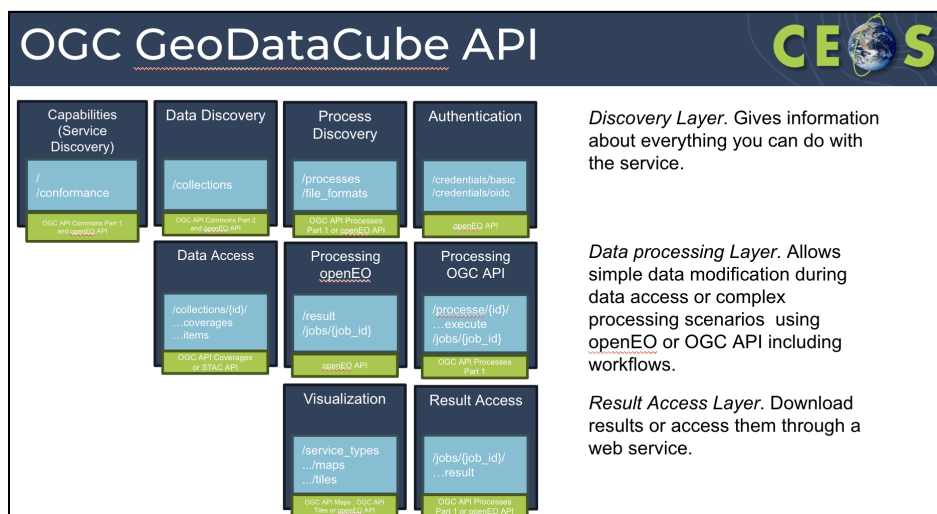 OGC GeoDataCube API
CEOS
Capabilities
(Service
Discovery)
/
/conformance
OGC API Commons Part 1
and openEO API
Data Discovery
/collections
OGC API Commons Part 2
and openEO API
Process
Discovery
/processes
/file_formats
OGC API Processes
Part 1 or openEO API
Authentication
/credentials/basic
/credentials/oidc
openEO API
Discovery Layer. Gives information
about everything you can do with
the service.
Data Access
/collections/{id}/
…coverages
…items
OGC API Coverages
or STAC API
Processing
openEO
/result
/jobs/{job_id}
openEO API
Processing
OGC API
/processe/{id}/
…execute
/jobs/{job_id}
OGC API Processes
Part 1
Data processing Layer. Allows
simple data modification during
data access or complex
processing scenarios using
openEO or OGC API including
workflows.
Visualization
/service_types
.../maps
.../tiles
OGC API Maps , OGC API
Tiles or openEO API
Result Access
/jobs/{job_id}/
…result
OGC API Processes
Part 1 or openEO API
Result Access Layer. Download
results or access them through a
web service.